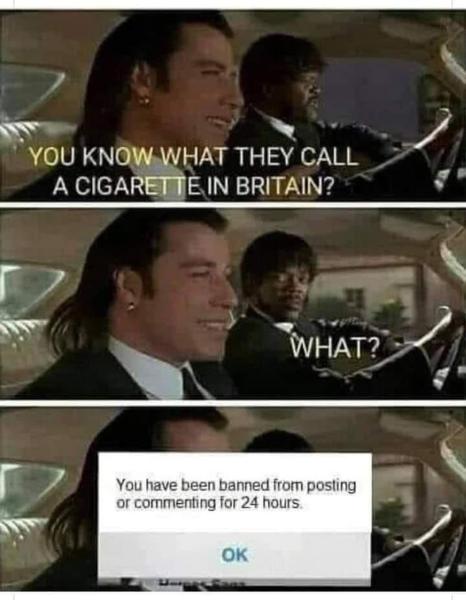 YOU KNOW WHAT THEY CALL
A CIGARETTE IN BRITAIN?
WHAT?
You have been banned from posting
or commenting for 24 hours.
OK